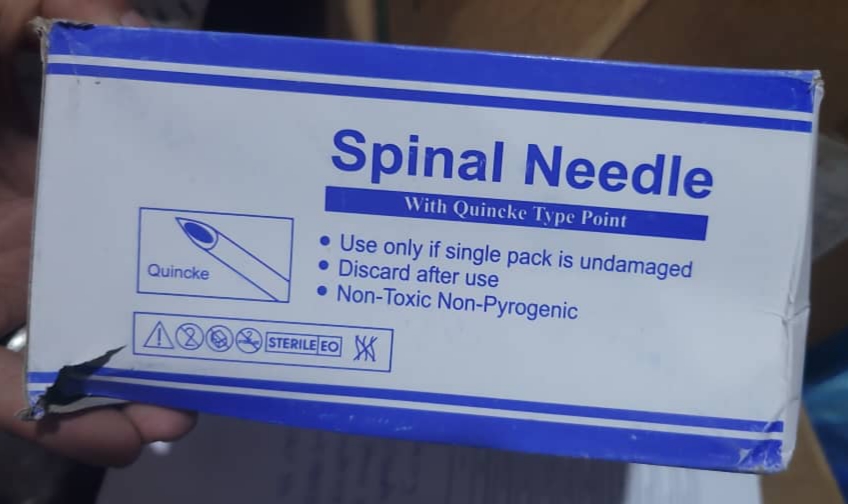 Spinal Needle
With Quincke Type Point
Quincke
• Use only if single pack is undamaged
• Discard after use
• Non-Toxic Non-Pyrogenic
STERILE EO